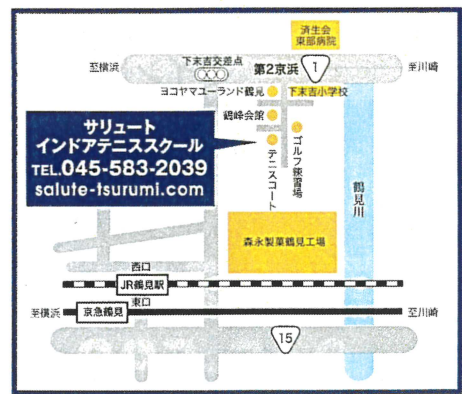 済生会
東部病院
下末吉交差点
至横浜
第2京浜
1
至川崎
ヨコヤマユーランド鶴見
下末吉小学校
鶴峰会館
サリュート
インドアテニススクール
TEL.045-583-2039
salute-tsurumi.com
テニスコート
ゴルフ練習場
鶴見川
森永製菓鶴見工場
西口
JR鶴見駅
東口
至横浜
京急鶴見
至川崎
15